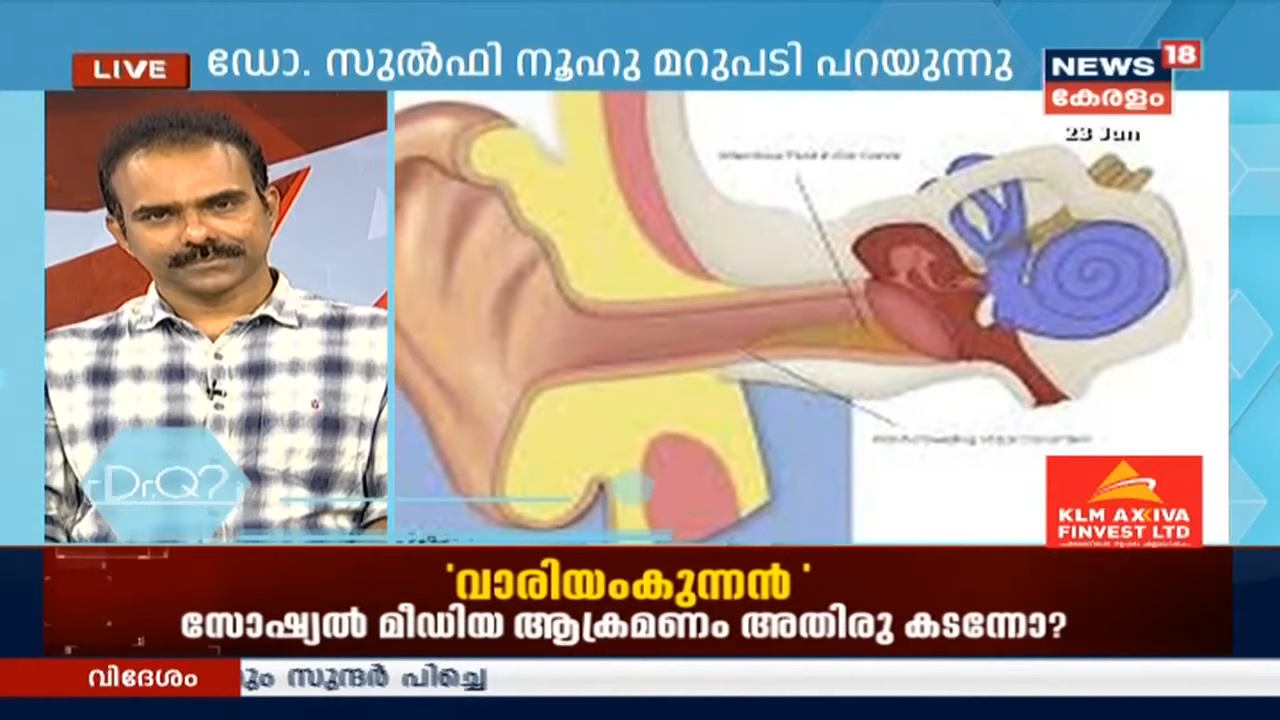 LIVE
ഡോ. സുൽഫി നൂഹു മറുപടി പറയുന്നു
NEWS 18
കേരളം
23 Jun
Dr.Q?
KLM AXIVA
FINVEST LTD
'വാരിയംകുന്നൻ '
സോഷ്യൽ മീഡിയ ആക്രമണം അതിരു കടന്നോ?
വിദേശം
സുന്ദർ പിച്ചൈ